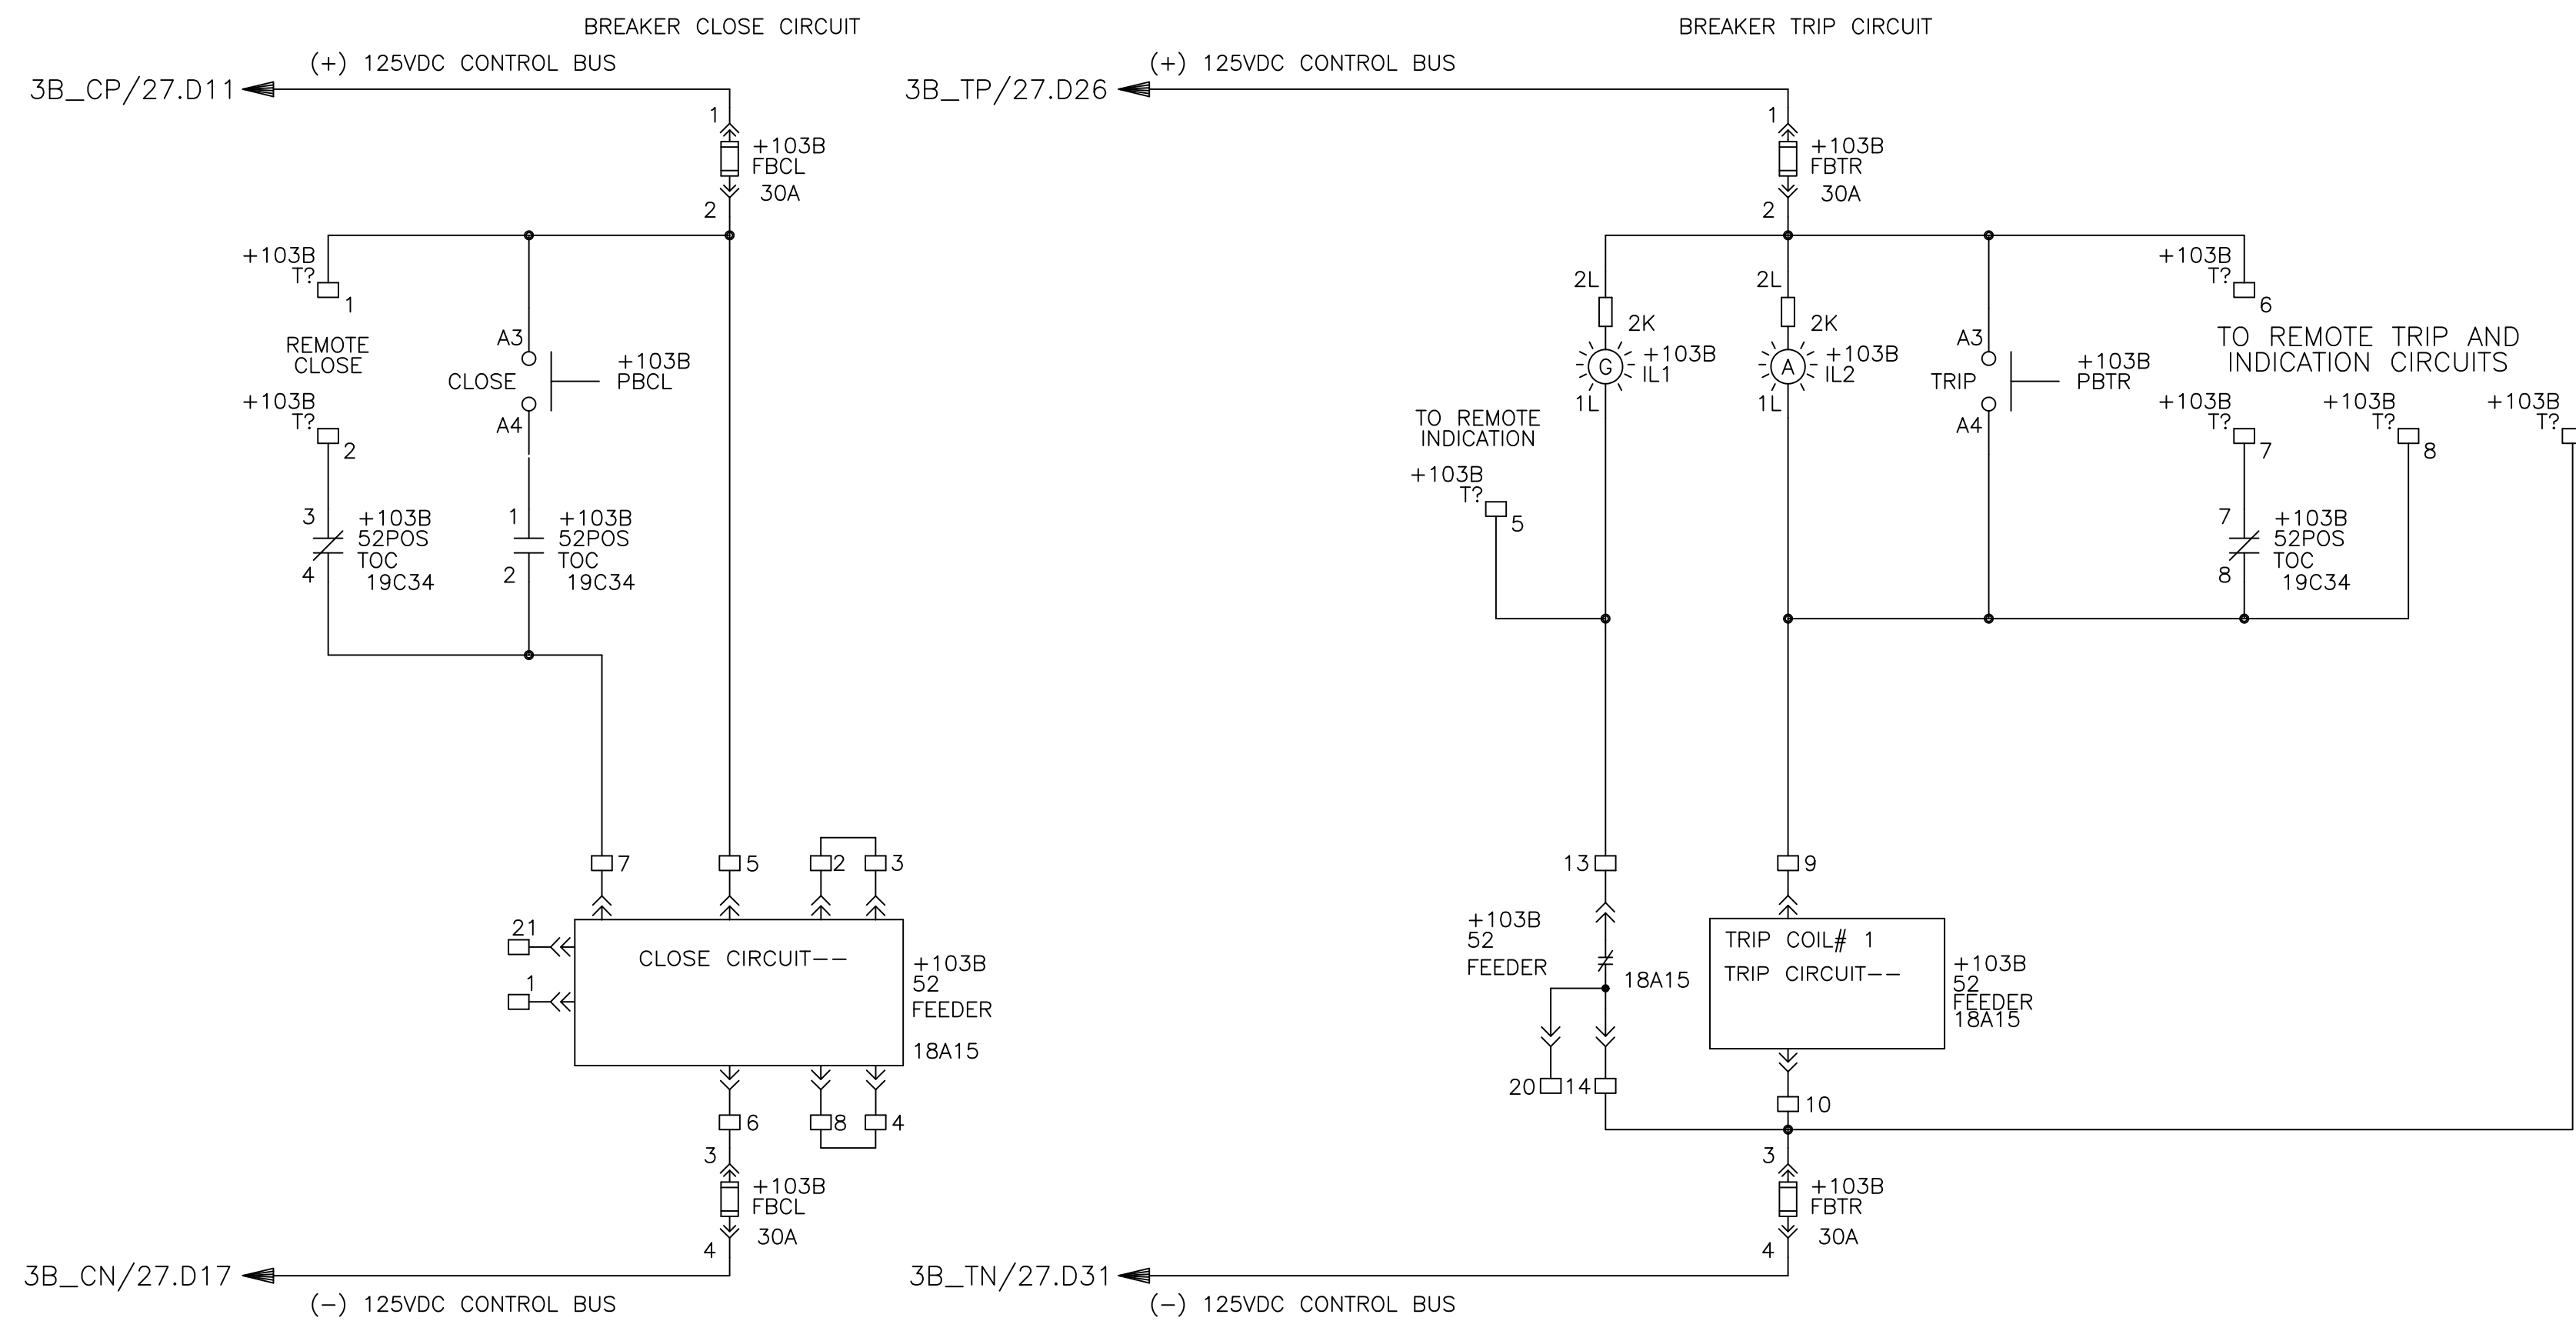 BREAKER CLOSE CIRCUIT
(+) 125VDC CONTROL BUS
3B_CP/27.D11
1
+103B
FBCL
30A
2
+103B
T?
1
REMOTE
CLOSE
+103B
T?
2
A3
CLOSE
A4
+103B
PBCL
3
4
+103B
52POS
TOC
19C34
1
2
+103B
52POS
TOC
19C34
7
5
2
3
21
1
CLOSE CIRCUIT--
+103B
52
FEEDER
18A15
6
8
4
3
+103B
FBCL
30A
4
3B_CN/27.D17
(-) 125VDC CONTROL BUS
BREAKER TRIP CIRCUIT
(+) 125VDC CONTROL BUS
3B_TP/27.D26
1
+103B
FBTR
30A
2
2L
2K
G
+103B
IL1
1L
2L
2K
A
+103B
IL2
1L
A3
TRIP
A4
+103B
PBTR
+103B
T?
6
TO REMOTE TRIP AND
INDICATION CIRCUITS
+103B
T?
7
+103B
T?
8
+103B
T?
TO REMOTE
INDICATION
+103B
T?
5
7
8
+103B
52POS
TOC
19C34
13
9
+103B
52
FEEDER
18A15
TRIP COIL# 1
TRIP CIRCUIT--
+103B
52
FEEDER
18A15
20
14
10
3
+103B
FBTR
30A
4
3B_TN/27.D31
(-) 125VDC CONTROL BUS